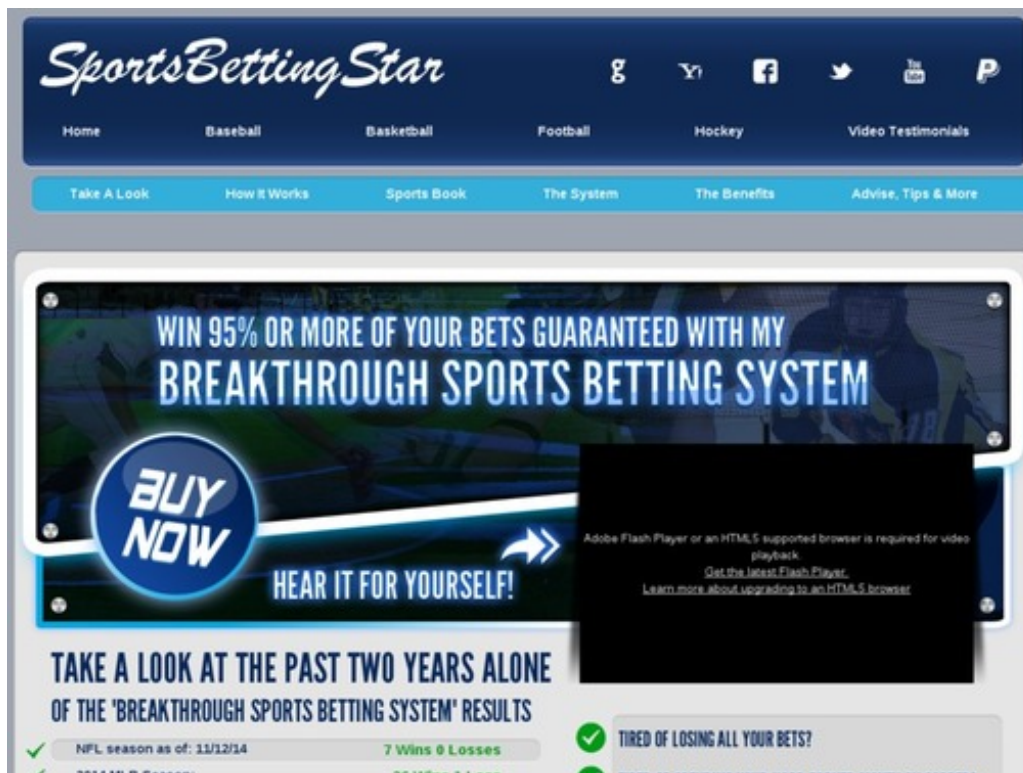 SportsBettingStar
Home Baseball Basketball Football Hockey Video Testimonials
Take A Look How It Works Sports Book The System The Benefits Advise, Tips & More
WIN 95% OR MORE OF YOUR BETS GUARANTEED WITH MY
BREAKTHROUGH SPORTS BETTING SYSTEM
BUY
NOW
HEAR IT FOR YOURSELF!
Adobe Flash Player or an HTML5 supported browser is required for video
playback.
Get the latest Flash Player
Learn more about upgrading to an HTML5 browser
TAKE A LOOK AT THE PAST TWO YEARS ALONE
OF THE 'BREAKTHROUGH SPORTS BETTING SYSTEM' RESULTS
NFL season as of: 11/12/14 7 Wins 0 Losses
TIRED OF LOSING ALL YOUR BETS?